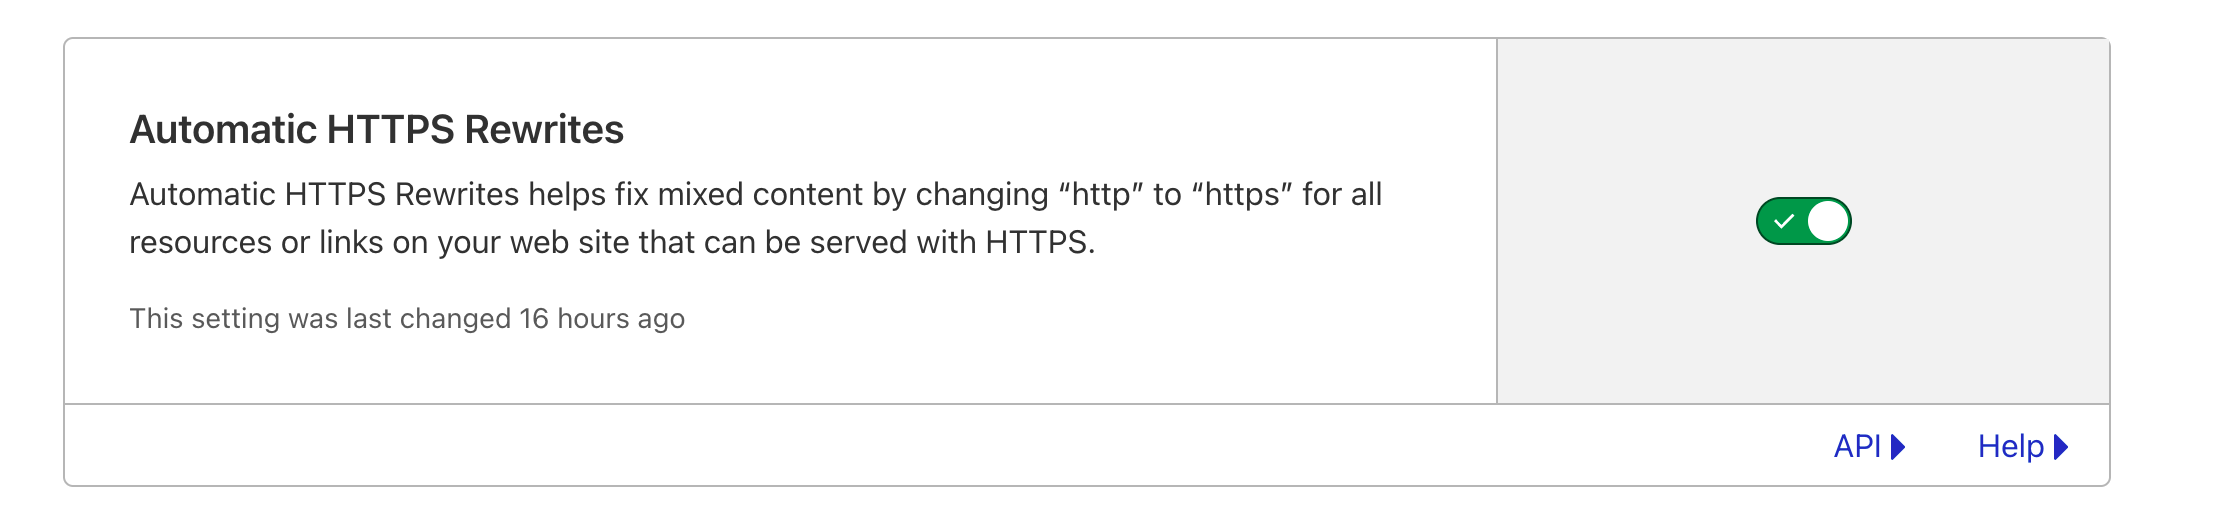 Automatic HTTPS Rewrites
Automatic HTTPS Rewrites helps fix mixed content by changing “http” to “https” for all
resources or links on your web site that can be served with HTTPS.
This setting was last changed 16 hours ago
API
Help